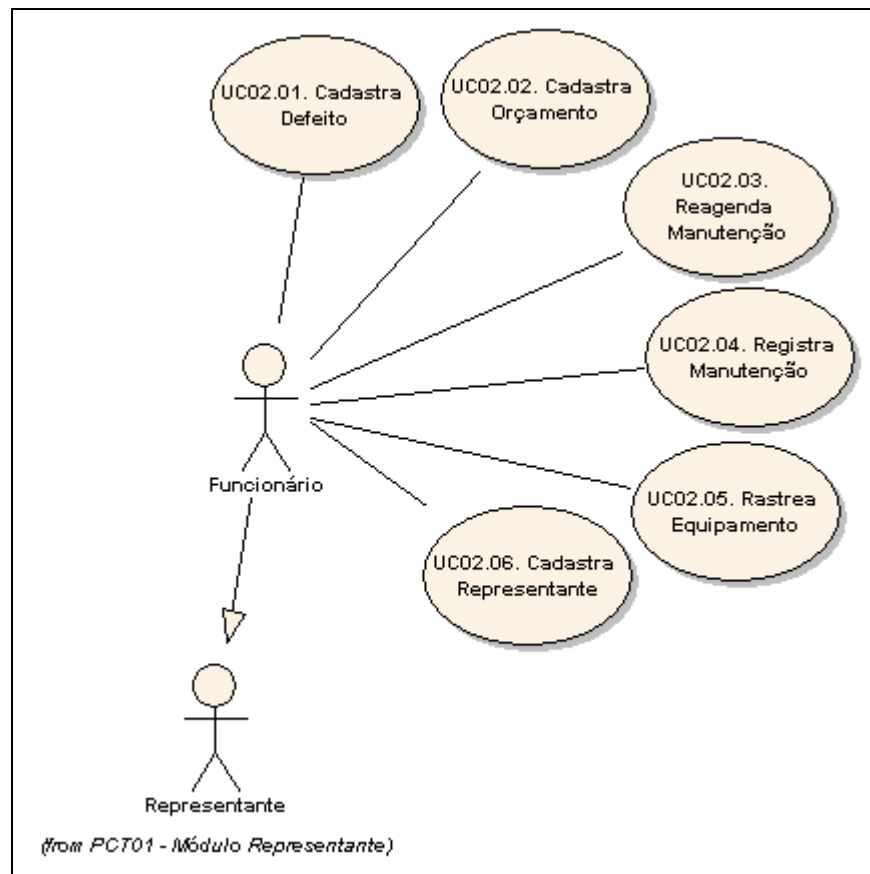 UC02.01. Cadastra
Defeito
UC02.02. Cadastra
Orçamento
UC02.03.
Reagenda
Manutenção
UC02.04. Registra
Manutenção
UC02.05. Rastrea
Equipamento
UC02.06. Cadastra
Representante
Funcionário
Representante
(from PCT01 - Módulo Representante)